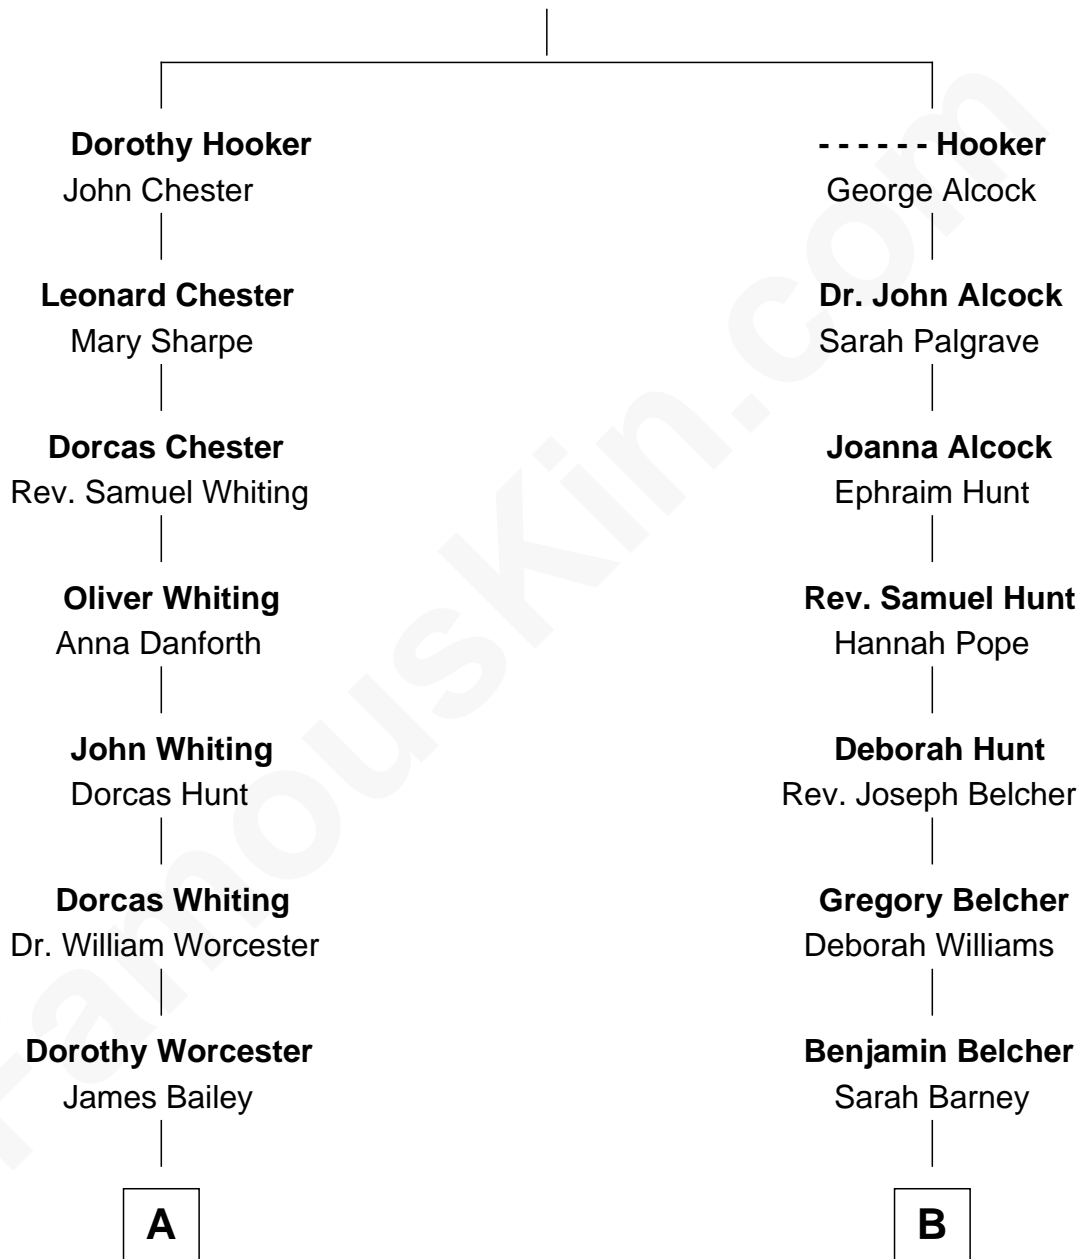 Dorothy Hooker
John Chester
Leonard Chester
Mary Sharpe
Dorcas Chester
Rev. Samuel Whiting
Oliver Whiting
Anna Danforth
John Whiting
Dorcas Hunt
Dorcas Whiting
Dr. William Worcester
Dorothy Worcester
James Bailey
A
- - - - - - Hooker
George Alcock
Dr. John Alcock
Sarah Palgrave
Joanna Alcock
Ephraim Hunt
Rev. Samuel Hunt
Hannah Pope
Deborah Hunt
Rev. Joseph Belcher
Gregory Belcher
Deborah Williams
Benjamin Belcher
Sarah Barney
B
FamousKin.com